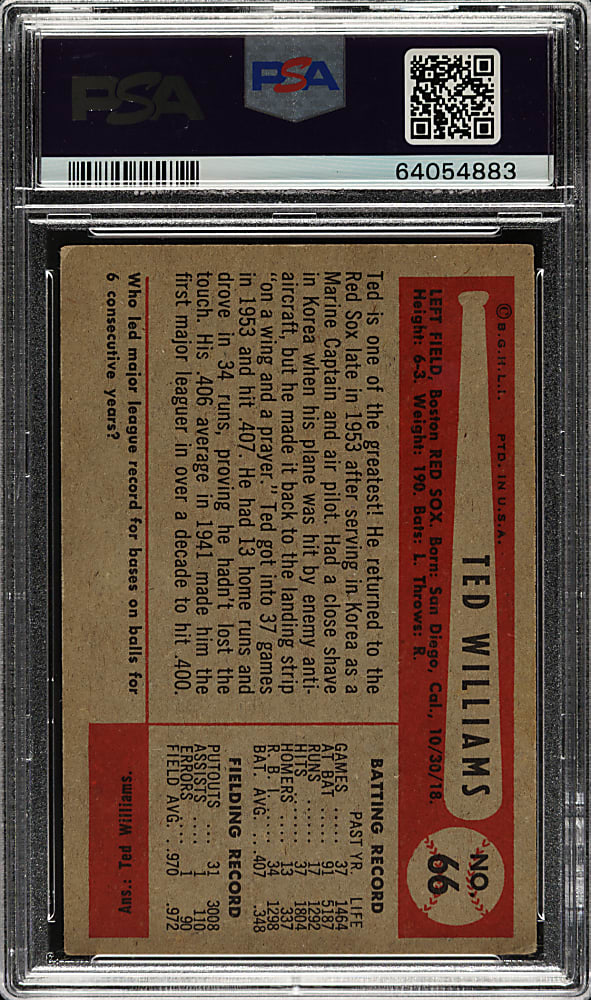 PSA
PSA
64054883
© B.G.H.L.I. PTD. IN U.S.A.
TED WILLIAMS
NO. 66
LEFT FIELD, Boston RED SOX. Born: San Diego, Cal., 10/30/18.
Height: 6-3. Weight: 190. Bats: L. Throws: R.
Ted is one of the greatest! He returned to the
Red Sox late in 1953 after serving in Korea as a
Marine Captain and air pilot. Had a close shave
in Korea when his plane was hit by enemy anti-
aircraft, but he made it back to the landing strip
"on a wing and a prayer." Ted got into 37 games
in 1953 and hit .407. He had 13 home runs and
drove in 34 runs, proving he hadn't lost the
touch. His .406 average in 1941 made him the
first major leaguer in over a decade to hit .400.
Who led major league record for bases on balls for
6 consecutive years?
BATTING RECORD
PAST YR. LIFE
GAMES ...... 37 1464
AT BAT ..... 91 5187
RUNS ....... 17 1292
HITS ....... 37 1804
HOMERS ..... 13 337
R. B. I. .... 34 1298
BAT. AVG. .. .407 .348
FIELDING RECORD
PUTOUTS .... 31 3008
ASSISTS .... 1 110
ERRORS ..... 1 90
FIELD AVG. .. .970 .972
Ans.: Ted Williams.